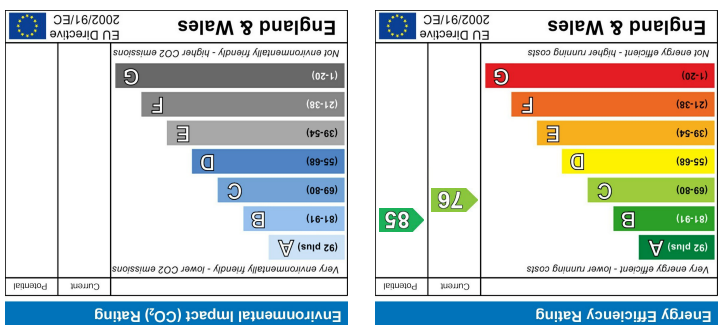 Energy Efficiency Rating
Current Potential
Very energy efficient - lower running costs
(92 plus) A
(81-91) B
(69-80) C
(55-68) D
(39-54) E
(21-38) F
(1-20) G
Not energy efficient - higher running costs
76
85
England & Wales
EU Directive
2002/91/EC
Environmental Impact (CO₂) Rating
Current Potential
Very environmentally friendly - lower CO2 emissions
(92 plus) A
(81-91) B
(69-80) C
(55-68) D
(39-54) E
(21-38) F
(1-20) G
Not environmentally friendly - higher CO2 emissions
England & Wales
EU Directive
2002/91/EC